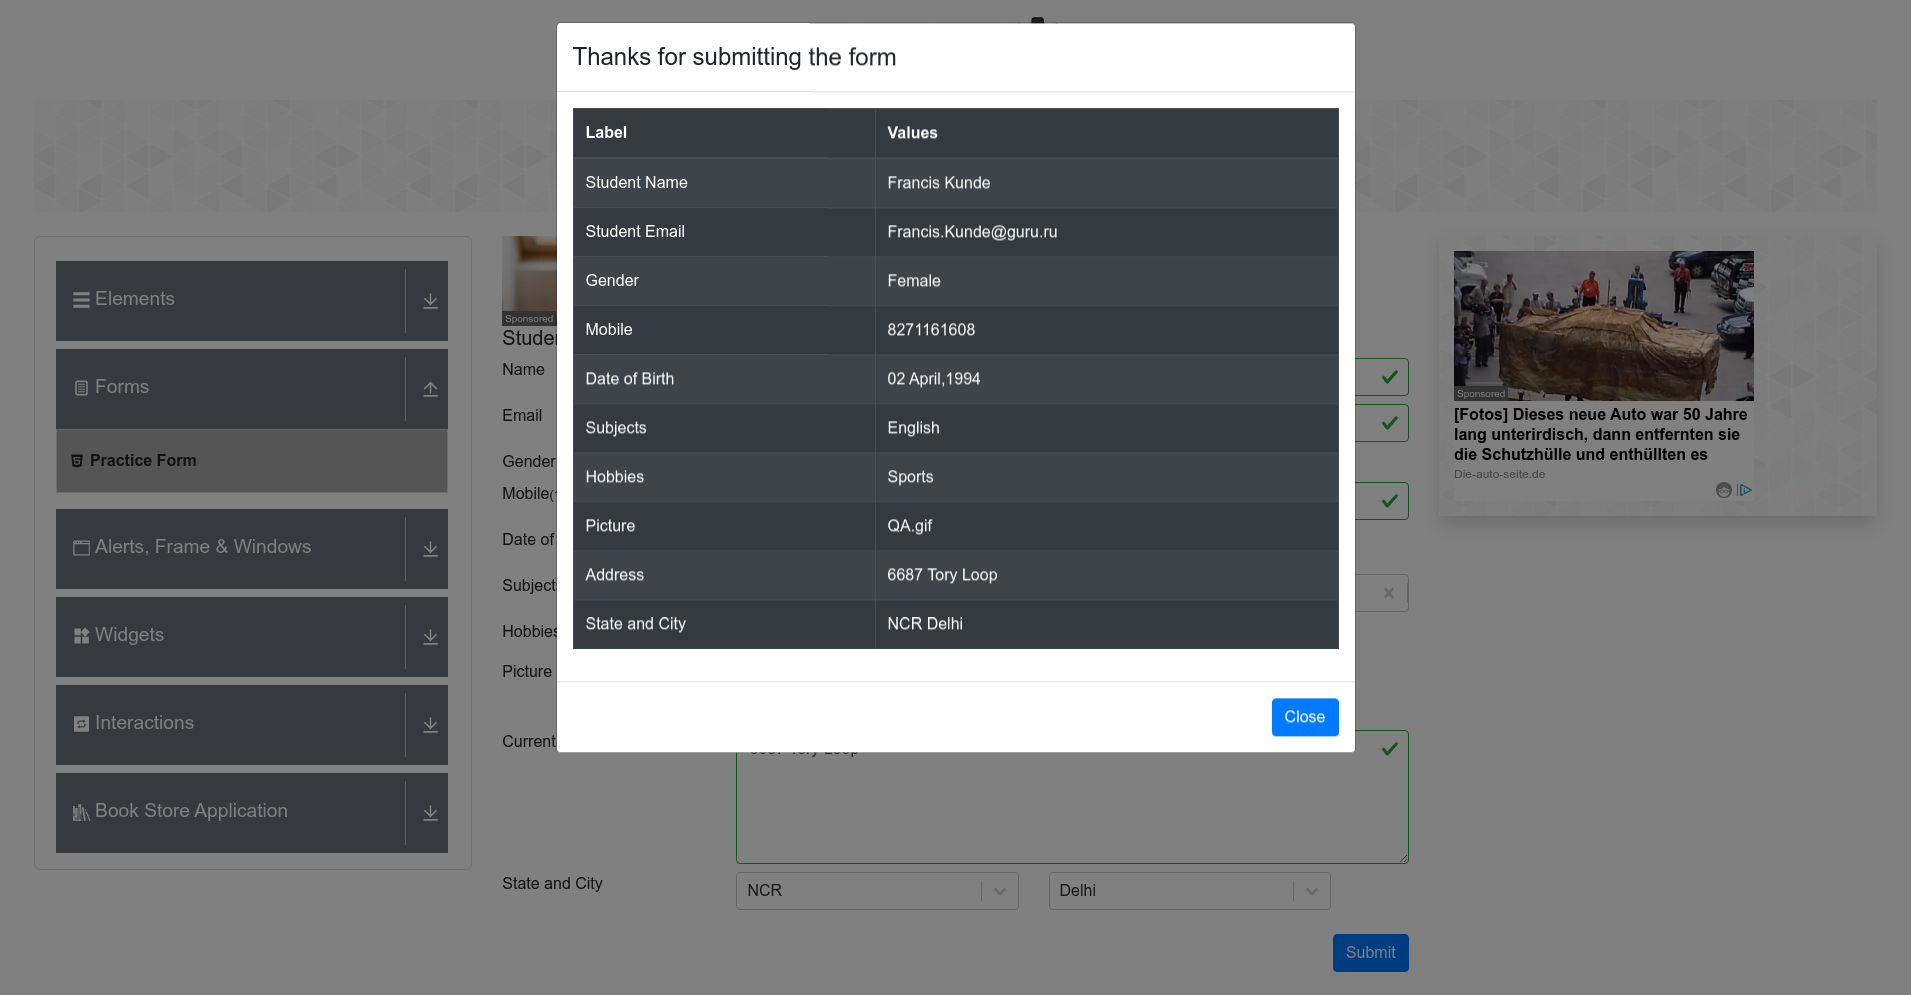 Thanks for submitting the form
Label Values
Student Name Francis Kunde
Student Email Francis.Kunde@guru.ru
Gender Female
Mobile 8271161608
Date of Birth 02 April,1994
Subjects English
Hobbies Sports
Picture QA.gif
Address 6687 Tory Loop
State and City NCR Delhi
Close
Elements
Forms
Practice Form
Alerts, Frame & Windows
Widgets
Interactions
Book Store Application
Sponsored
Name
Email
Gender
Mobile
Date of
Hobbies
Picture
Current
State and City NCR Delhi
Submit
Sponsored
[Fotos] Dieses neue Auto war 50 Jahre
lang unterirdisch, dann entfernten sie
die Schutzhülle und enthüllten es
Die-auto-seite.de